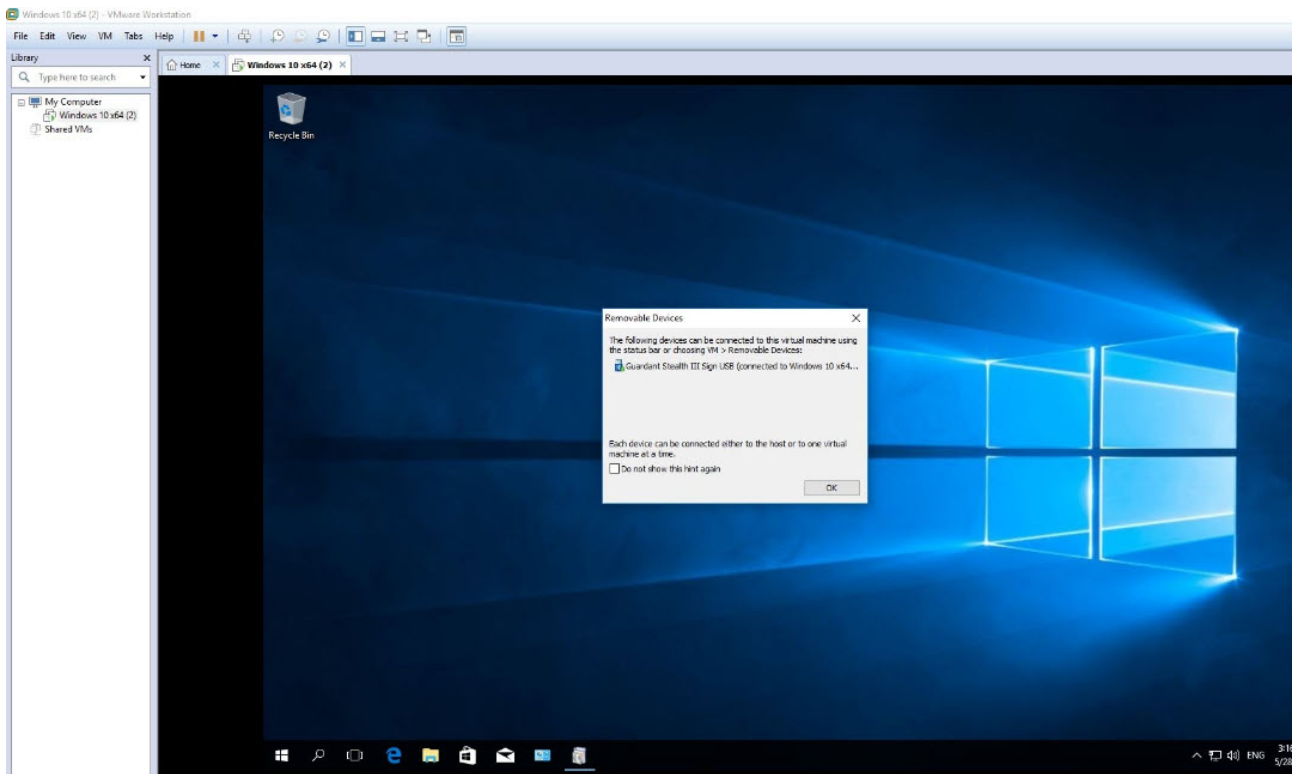 Windows 10 x64 (2) - VMware Workstation
File Edit View VM Tabs Help
Library
Type here to search
My Computer
Windows 10 x64 (2)
Shared VMs
Home
Windows 10 x64 (2)
Recycle Bin
Removable Devices
The following devices can be connected to this virtual machine using
the status bar or choosing VM > Removable Devices:
Guardant Stealth III Sign USB (connected to Windows 10 x64...
Each device can be connected either to the host or to one virtual
machine at a time.
Do not show this hint again
OK
ENG
3:16
5/28